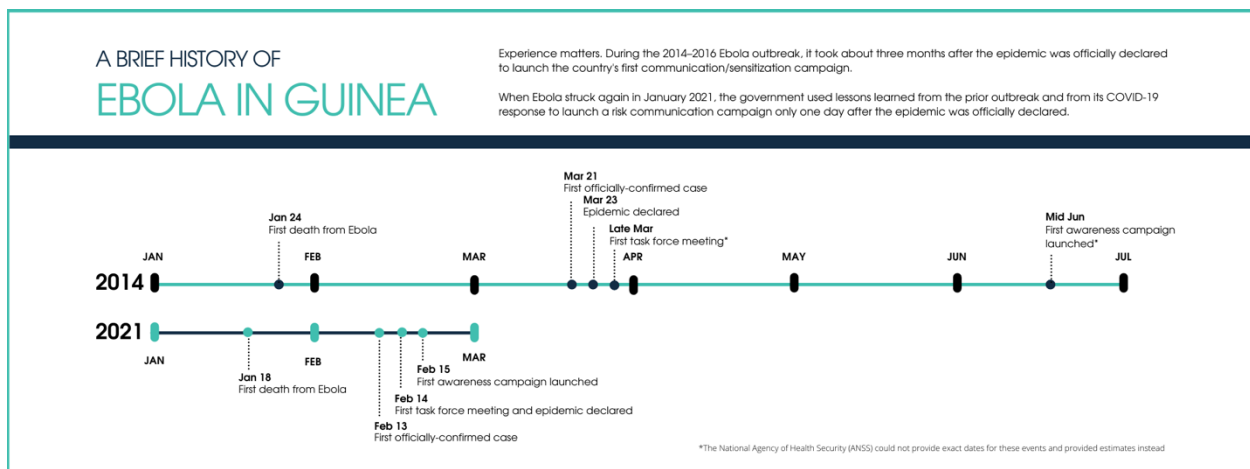 A BRIEF HISTORY OF
EBOLA IN GUINEA
Experience matters. During the 2014–2016 Ebola outbreak, it took about three months after the epidemic was officially declared
to launch the country's first communication/sensitization campaign.
When Ebola struck again in January 2021, the government used lessons learned from the prior outbreak and from its COVID-19
response to launch a risk communication campaign only one day after the epidemic was officially declared.
Mar 21
First officially-confirmed case
Mar 23
Epidemic declared
Jan 24
First death from Ebola
Late Mar
First task force meeting*
Mid Jun
First awareness campaign
launched*
JAN FEB MAR APR MAY JUN JUL
2014
2021
JAN FEB MAR
Jan 18
First death from Ebola
Feb 15
First awareness campaign launched
Feb 14
First task force meeting and epidemic declared
Feb 13
First officially-confirmed case
*The National Agency of Health Security (ANSS) could not provide exact dates for these events and provided estimates instead